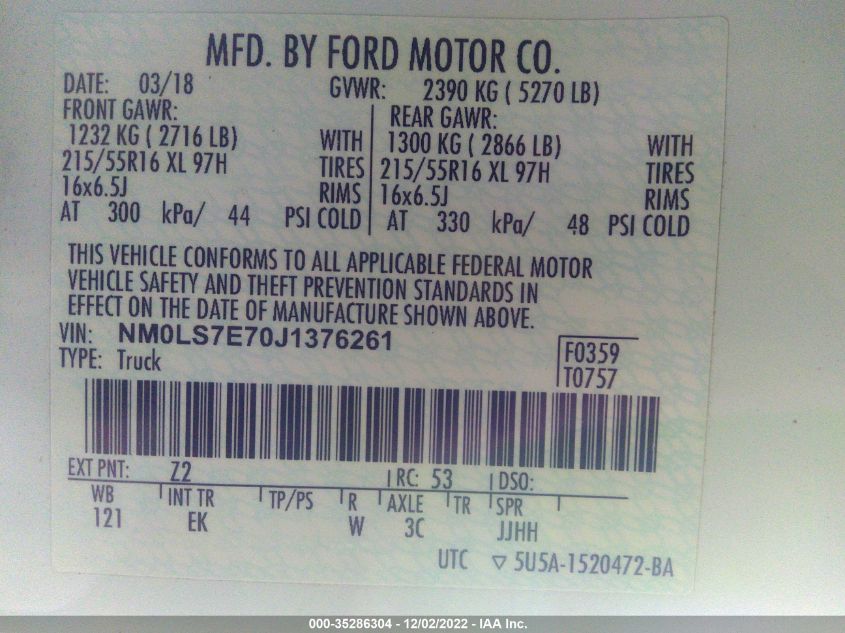 MFD. BY FORD MOTOR CO.
DATE: 03/18 GVWR: 2390 KG ( 5270 LB)
FRONT GAWR: REAR GAWR:
1232 KG ( 2716 LB) WITH 1300 KG ( 2866 LB) WITH
215/55R16 XL 97H TIRES 215/55R16 XL 97H TIRES
16x6.5J RIMS 16x6.5J RIMS
AT 300 kPa/ 44 PSI COLD AT 330 kPa/ 48 PSI COLD
THIS VEHICLE CONFORMS TO ALL APPLICABLE FEDERAL MOTOR
VEHICLE SAFETY AND THEFT PREVENTION STANDARDS IN
EFFECT ON THE DATE OF MANUFACTURE SHOWN ABOVE.
VIN: NM0LS7E70J1376261 F0359
TYPE: Truck T0757
EXT PNT: Z2 RC: 53 DSO:
WB INT TR TP/PS R AXLE TR SPR
121 EK W 3C JJHH
UTC ▽ 5U5A-1520472-BA
000-35286304 - 12/02/2022 - IAA Inc.